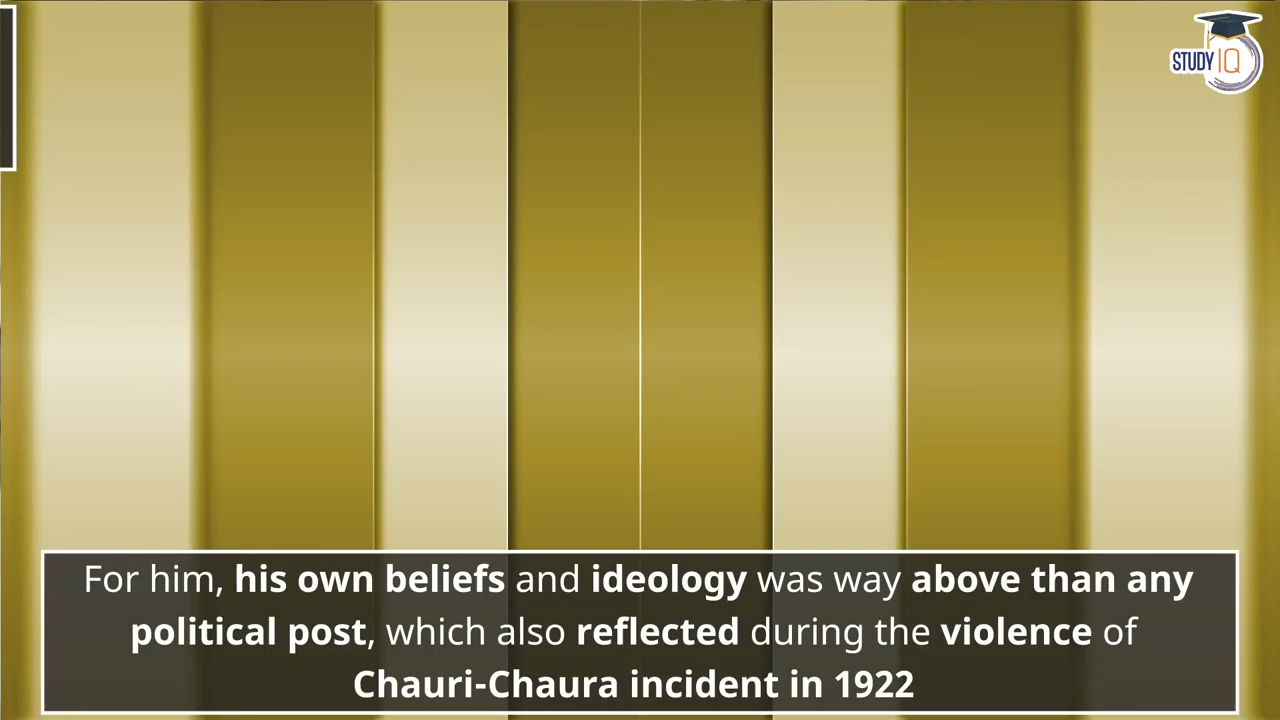 STUDY IQ
For him, his own beliefs and ideology was way above than any
political post, which also reflected during the violence of
Chauri-Chaura incident in 1922